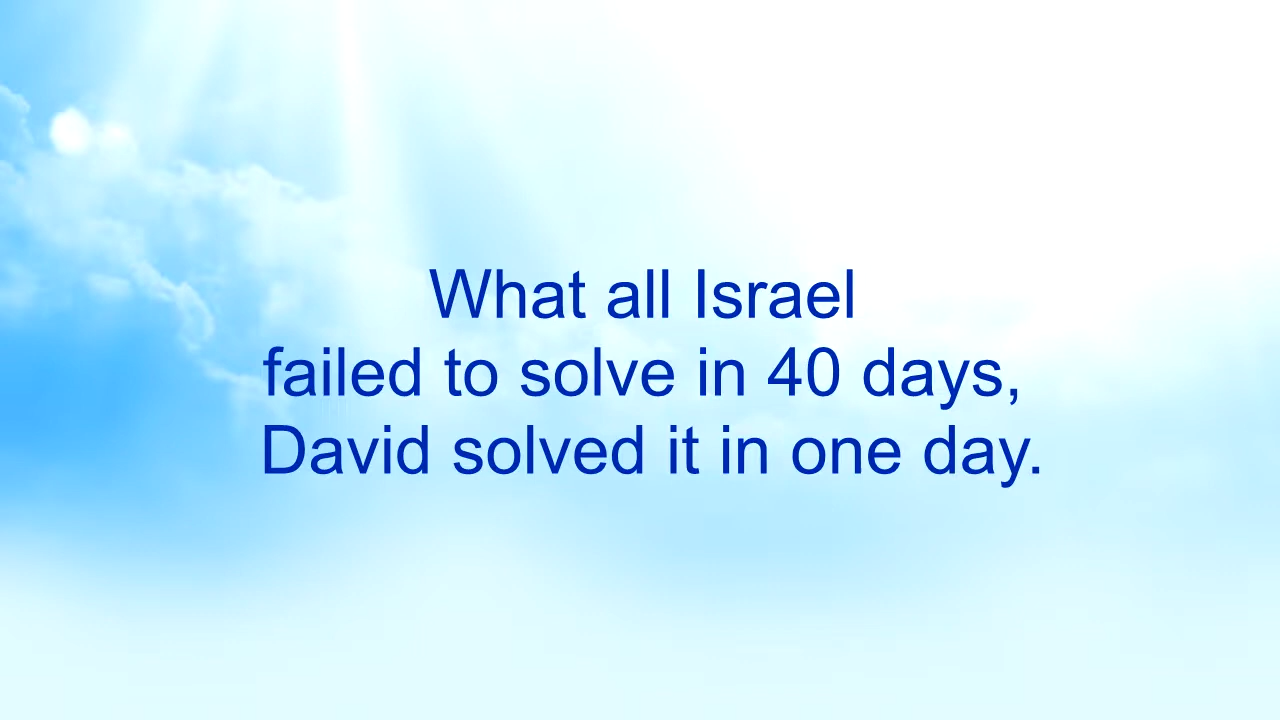 What all Israel
failed to solve in 40 days,
David solved it in one day.